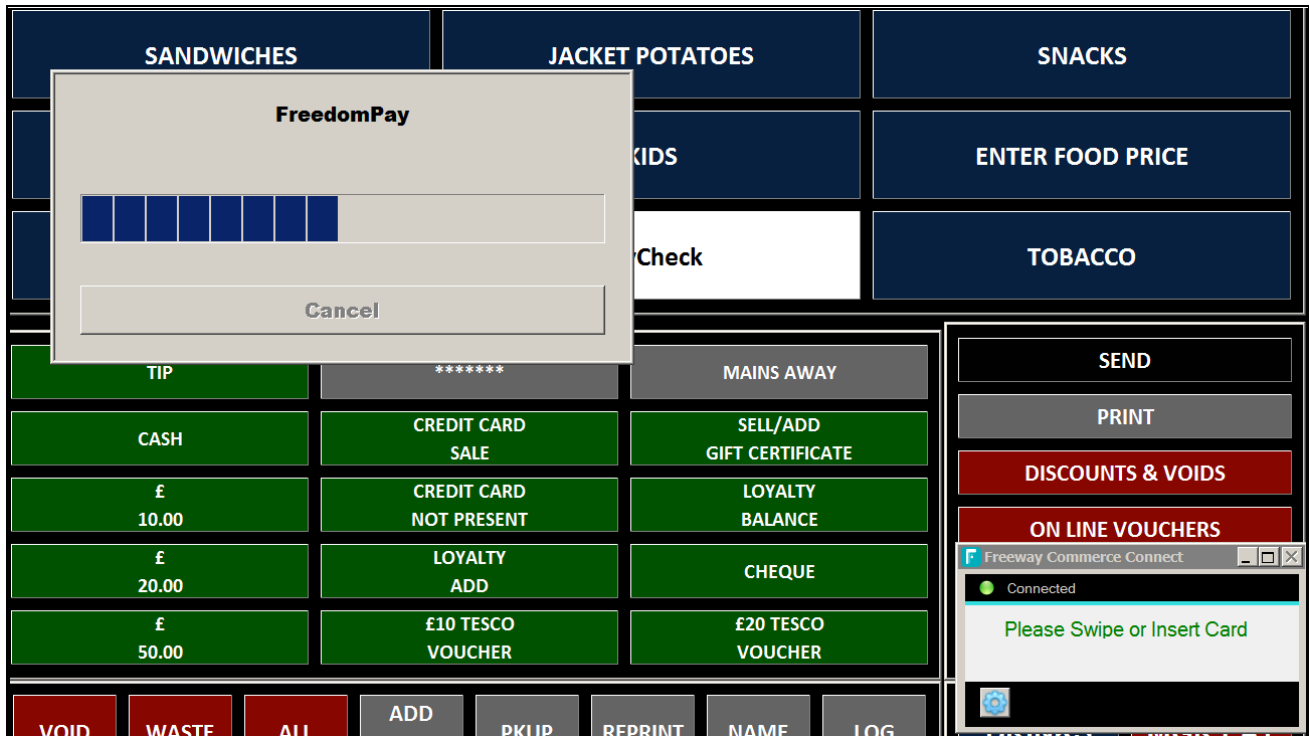 SANDWICHES
JACKET POTATOES
SNACKS
FreedomPay
KIDS
ENTER FOOD PRICE
Check
TOBACCO
Cancel
TIP
*******
MAINS AWAY
SEND
PRINT
CASH
CREDIT CARD
SALE
SELL/ADD
GIFT CERTIFICATE
DISCOUNTS & VOIDS
£
10.00
CREDIT CARD
NOT PRESENT
LOYALTY
BALANCE
ON LINE VOUCHERS
£
20.00
LOYALTY
ADD
CHEQUE
Freeway Commerce Connect
Connected
Please Swipe or Insert Card
£
50.00
£10 TESCO
VOUCHER
£20 TESCO
VOUCHER
VOID
WASTE
ALL
ADD
PKUP
REPRINT
NAME
LOG